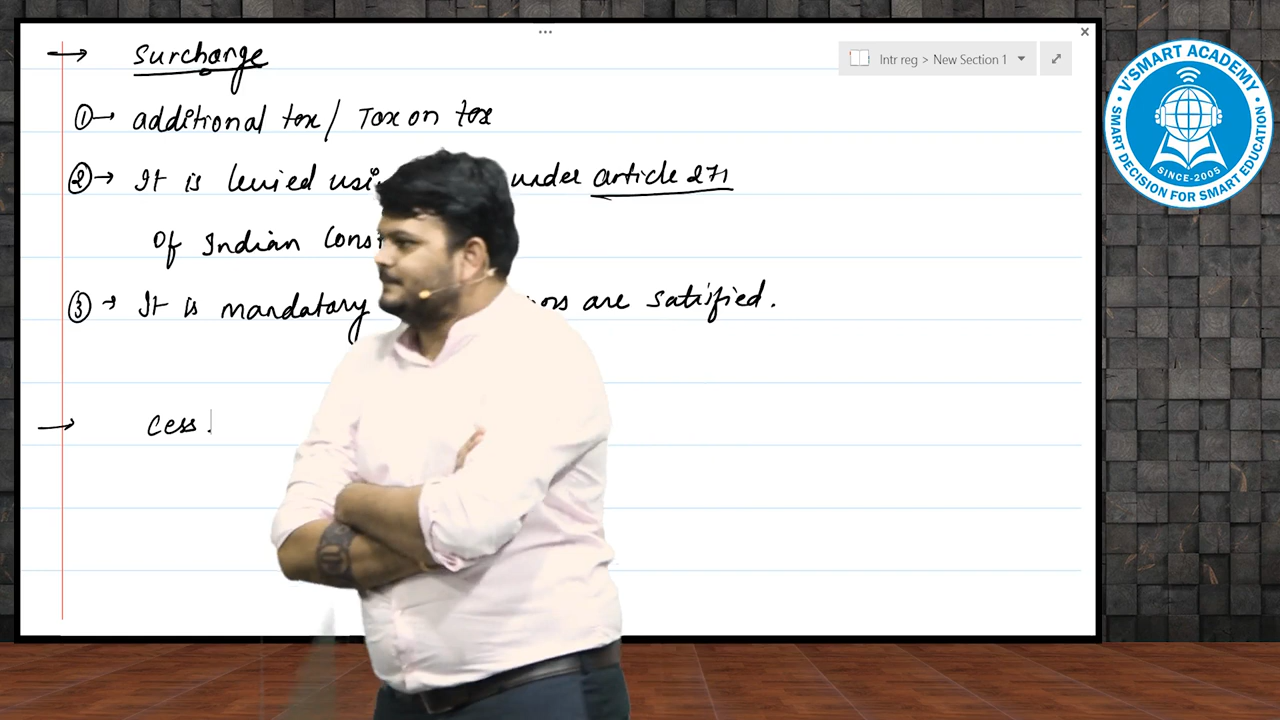 → Surcharge
① → additional tax / Tax on tax
② → It is levied usi under article 271
Of Indian Const
③ → It is mandatory ors are satisfied.
→ Cess.
Intr reg > New Section 1
V'SMART ACADEMY
SINCE-2005
SMART DECISION FOR SMART EDUCATION